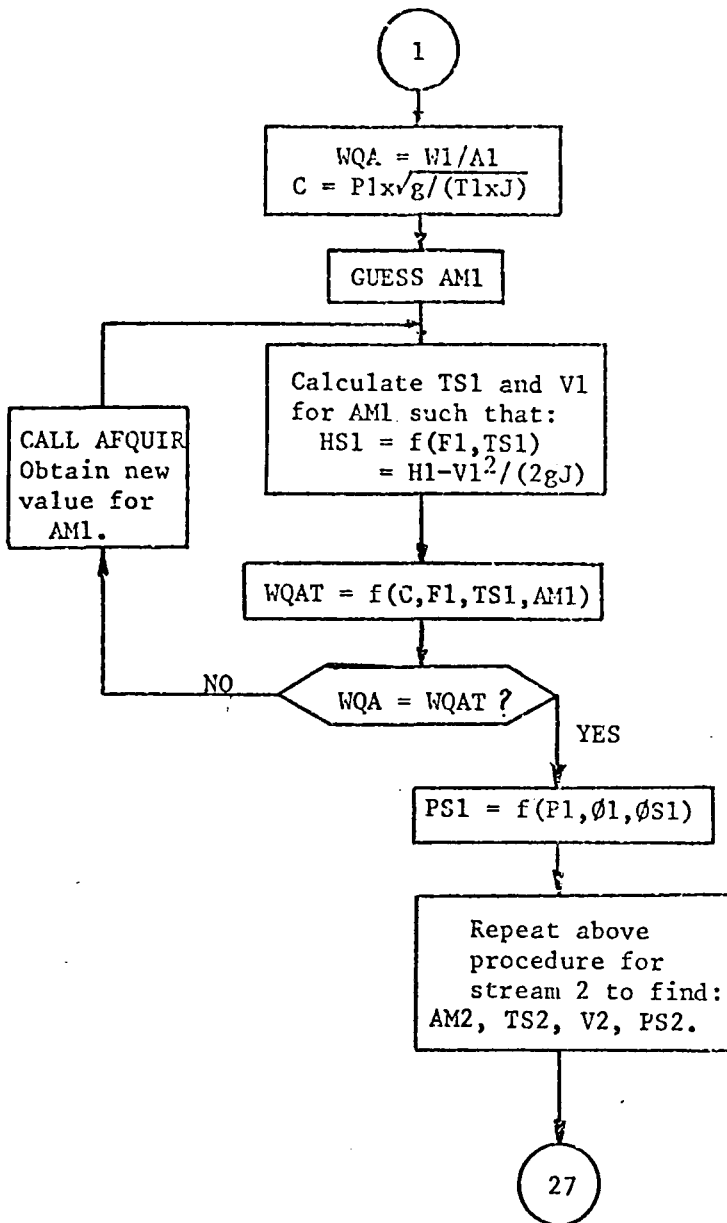 1
WQA = W1/A1
C = P1x√g/(T1xJ)
GUESS AM1
Calculate TS1 and V1
for AM1 such that:
HS1 = f(F1,TS1)
= H1-V1²/(2gJ)
CALL AFQUIR
Obtain new
value for
AM1.
WQAT = f(C,F1,TS1,AM1)
NO
WQA = WQAT ?
YES
PS1 = f(P1,Ø1,ØS1)
Repeat above
procedure for
stream 2 to find:
AM2, TS2, V2, PS2.
27